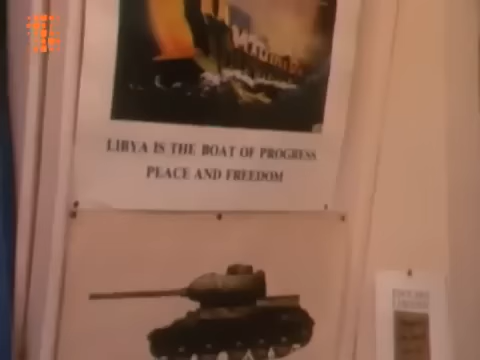 LIBYA IS THE BOAT OF PROGRESS
PEACE AND FREEDOM